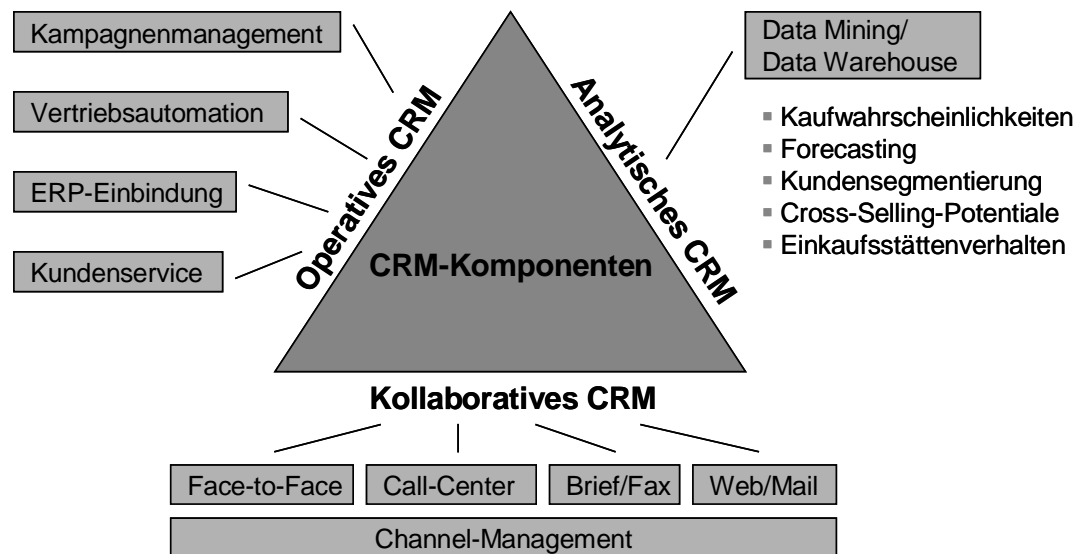 Kampagnenmanagement
Vertriebsautomation
ERP-Einbindung
Kundenservice
Operatives CRM
Analytisches CRM
CRM-Komponenten
Data Mining/
Data Warehouse
▪ Kaufwahrscheinlichkeiten
▪ Forecasting
▪ Kundensegmentierung
▪ Cross-Selling-Potentiale
▪ Einkaufsstättenverhalten
Kollaboratives CRM
Face-to-Face
Call-Center
Brief/Fax
Web/Mail
Channel-Management